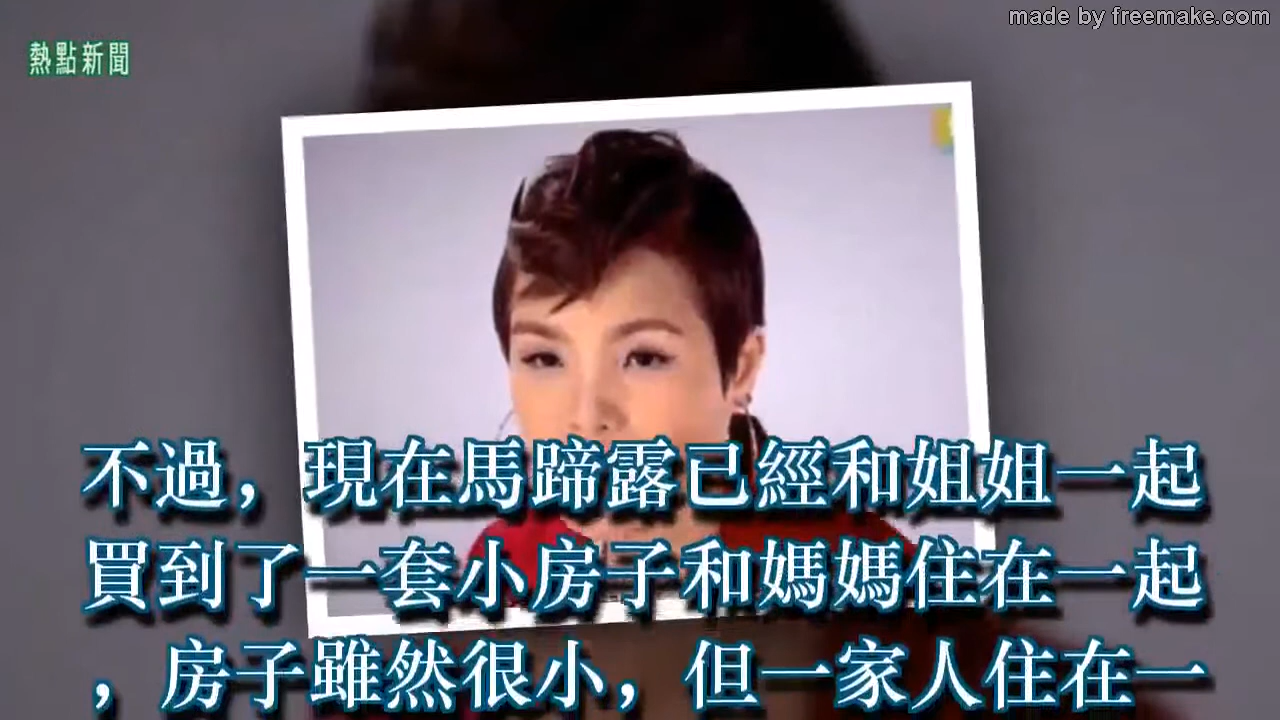 made by freemake.com
熱點新聞
不過，現在馬蹄露已經和姐姐一起
買到了一套小房子和媽媽住在一起
，房子雖然很小，但一家人住在一